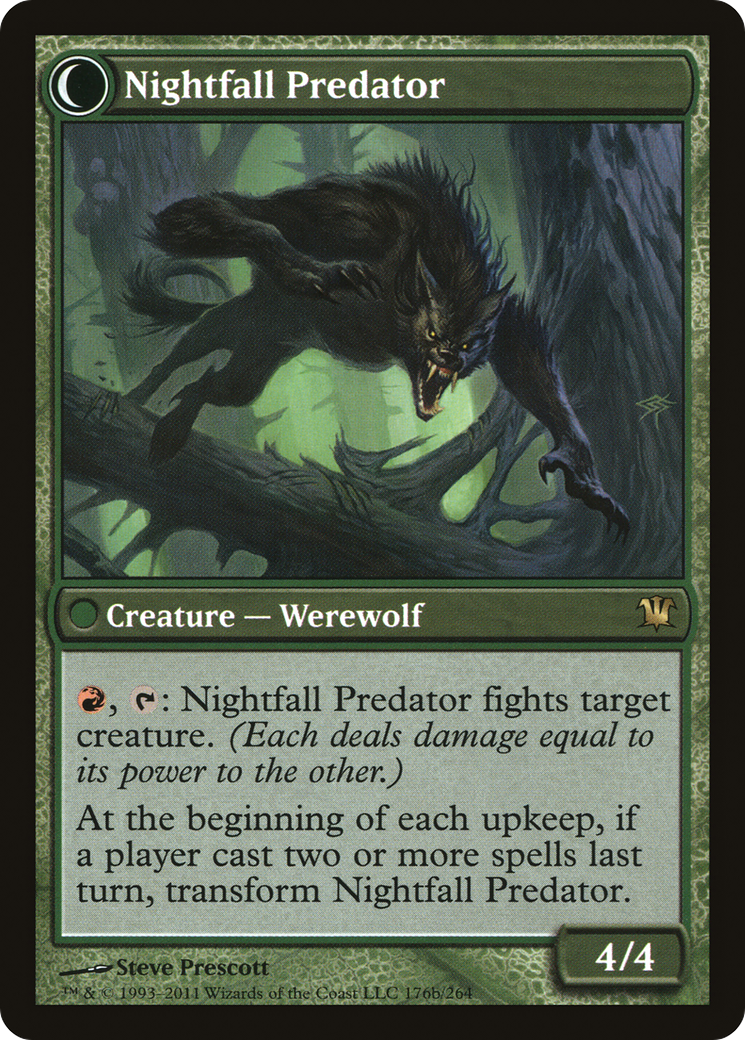 Nightfall Predator
Creature — Werewolf
, : Nightfall Predator fights target
creature. (Each deals damage equal to
its power to the other.)
At the beginning of each upkeep, if
a player cast two or more spells last
turn, transform Nightfall Predator.
4/4
Steve Prescott
™ & © 1993–2011 Wizards of the Coast LLC 176b/264